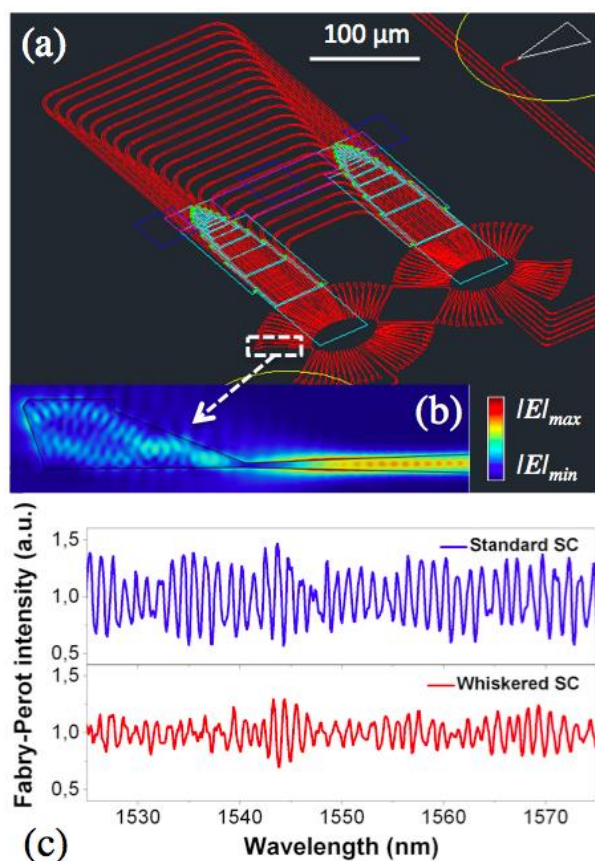 (a)
100 µm
(b)
|E|max
|E|min
Fabry-Perot intensity (a.u.)
1,5
1,0
0,5
Standard SC
1,5
1,0
0,5
Whiskered SC
1530 1540 1550 1560 1570
Wavelength (nm)
(c)